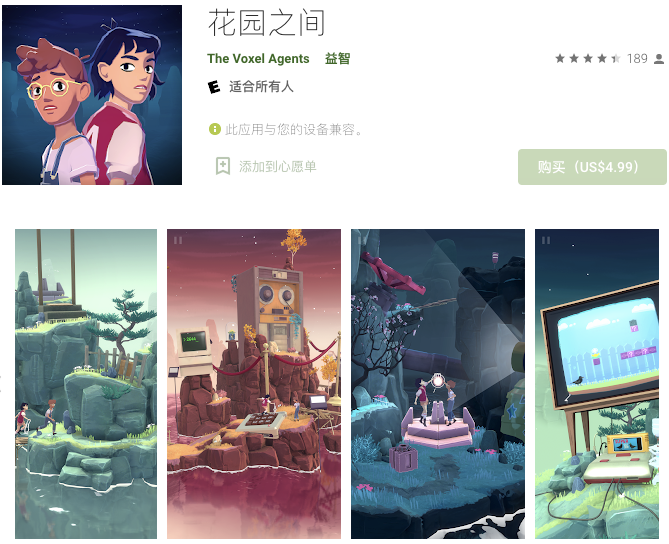 花园之间
The Voxel Agents 益智
189
适合所有人
此应用与您的设备兼容。
添加到心愿单
购买（US$4.99）